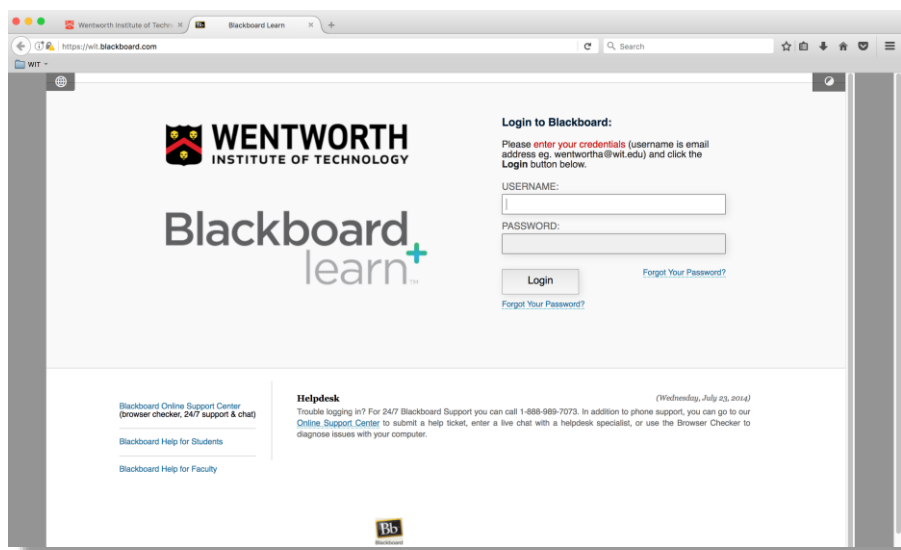 Wentworth Institute of Techn
Blackboard Learn
https://wit.blackboard.com
Search
WIT
WENTWORTH
INSTITUTE OF TECHNOLOGY
Blackboard
learn+
TM
Login to Blackboard:
Please enter your credentials (username is email
address eg. wentwortha@wit.edu) and click the
Login button below.
USERNAME:
PASSWORD:
Login
Forgot Your Password?
Forgot Your Password?
Blackboard Online Support Center
(browser checker, 24/7 support & chat)
Blackboard Help for Students
Blackboard Help for Faculty
Helpdesk
(Wednesday, July 23, 2014)
Trouble logging in? For 24/7 Blackboard Support you can call 1-888-989-7073. In addition to phone support, you can go to our
Online Support Center to submit a help ticket, enter a live chat with a helpdesk specialist, or use the Browser Checker to
diagnose issues with your computer.
Bb
Blackboard